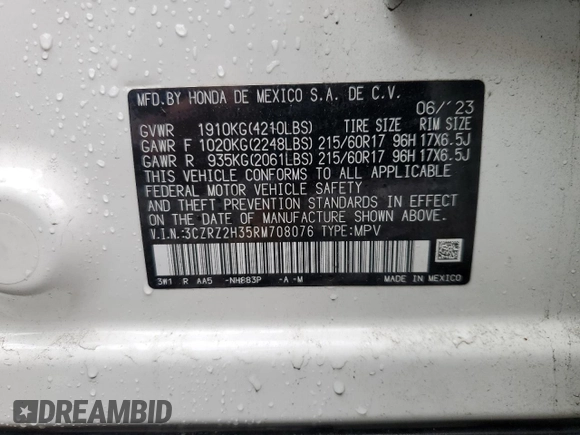 MFD.BY HONDA DE MEXICO S.A. DE C.V.
06/'23
GVWR 1910KG(4210LBS) TIRE SIZE RIM SIZE
GAWR F 1020KG(2248LBS) 215/60R17 96H 17X6.5J
GAWR R 935KG(2061LBS) 215/60R17 96H 17X6.5J
THIS VEHICLE CONFORMS TO ALL APPLICABLE
FEDERAL MOTOR VEHICLE SAFETY
AND THEFT PREVENTION STANDARDS IN EFFECT
ON THE DATE OF MANUFACTURE SHOWN ABOVE.
V.I.N.:3CZRZ2H35RM708076 TYPE:MPV
3W1 R AA5 -NH883P -A -M MADE IN MEXICO
DREAMBID